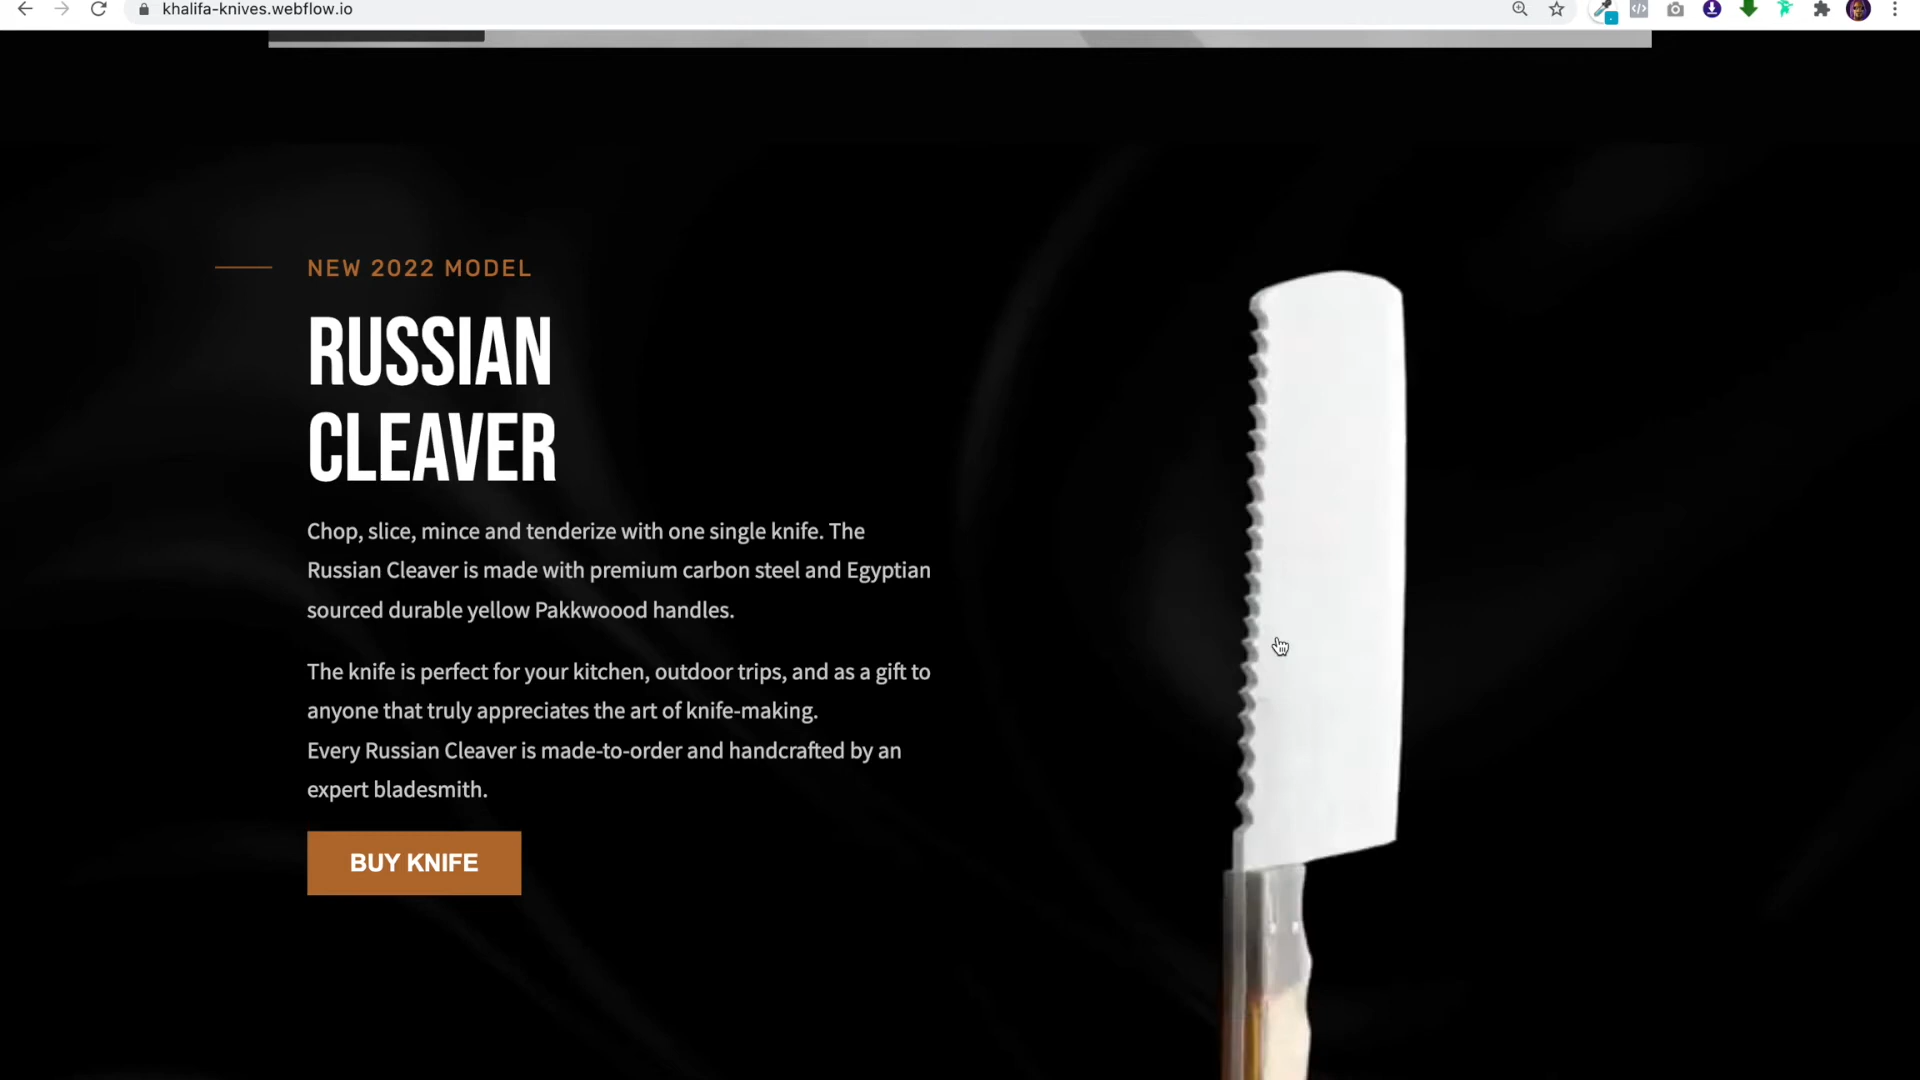 khalifa-knives.webflow.io
NEW 2022 MODEL
RUSSIAN
CLEAVER
Chop, slice, mince and tenderize with one single knife. The
Russian Cleaver is made with premium carbon steel and Egyptian
sourced durable yellow Pakkwoood handles.
The knife is perfect for your kitchen, outdoor trips, and as a gift to
anyone that truly appreciates the art of knife-making.
Every Russian Cleaver is made-to-order and handcrafted by an
expert bladesmith.
BUY KNIFE